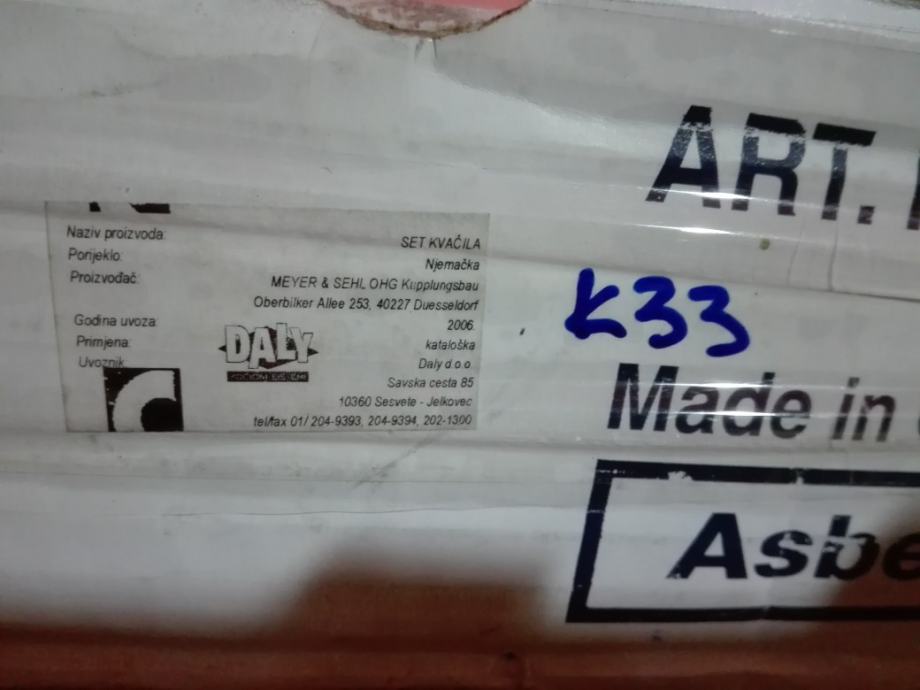 ART.
Naziv proizvoda: SET KVAČILA
Porijeklo: Njemačka
Proizvođač: MEYER & SEHL OHG Kupplungsbau
Oberbilker Allee 253, 40227 Duesseldorf
Godina uvoza: 2006.
Primjena: kataloška
Uvoznik: Daly d.o.o.
Savska cesta 85
10360 Sesvete - Jelkovec
tel/fax 01/ 204-9393, 204-9394, 202-1300
DALY
K33
Made in
Asbe